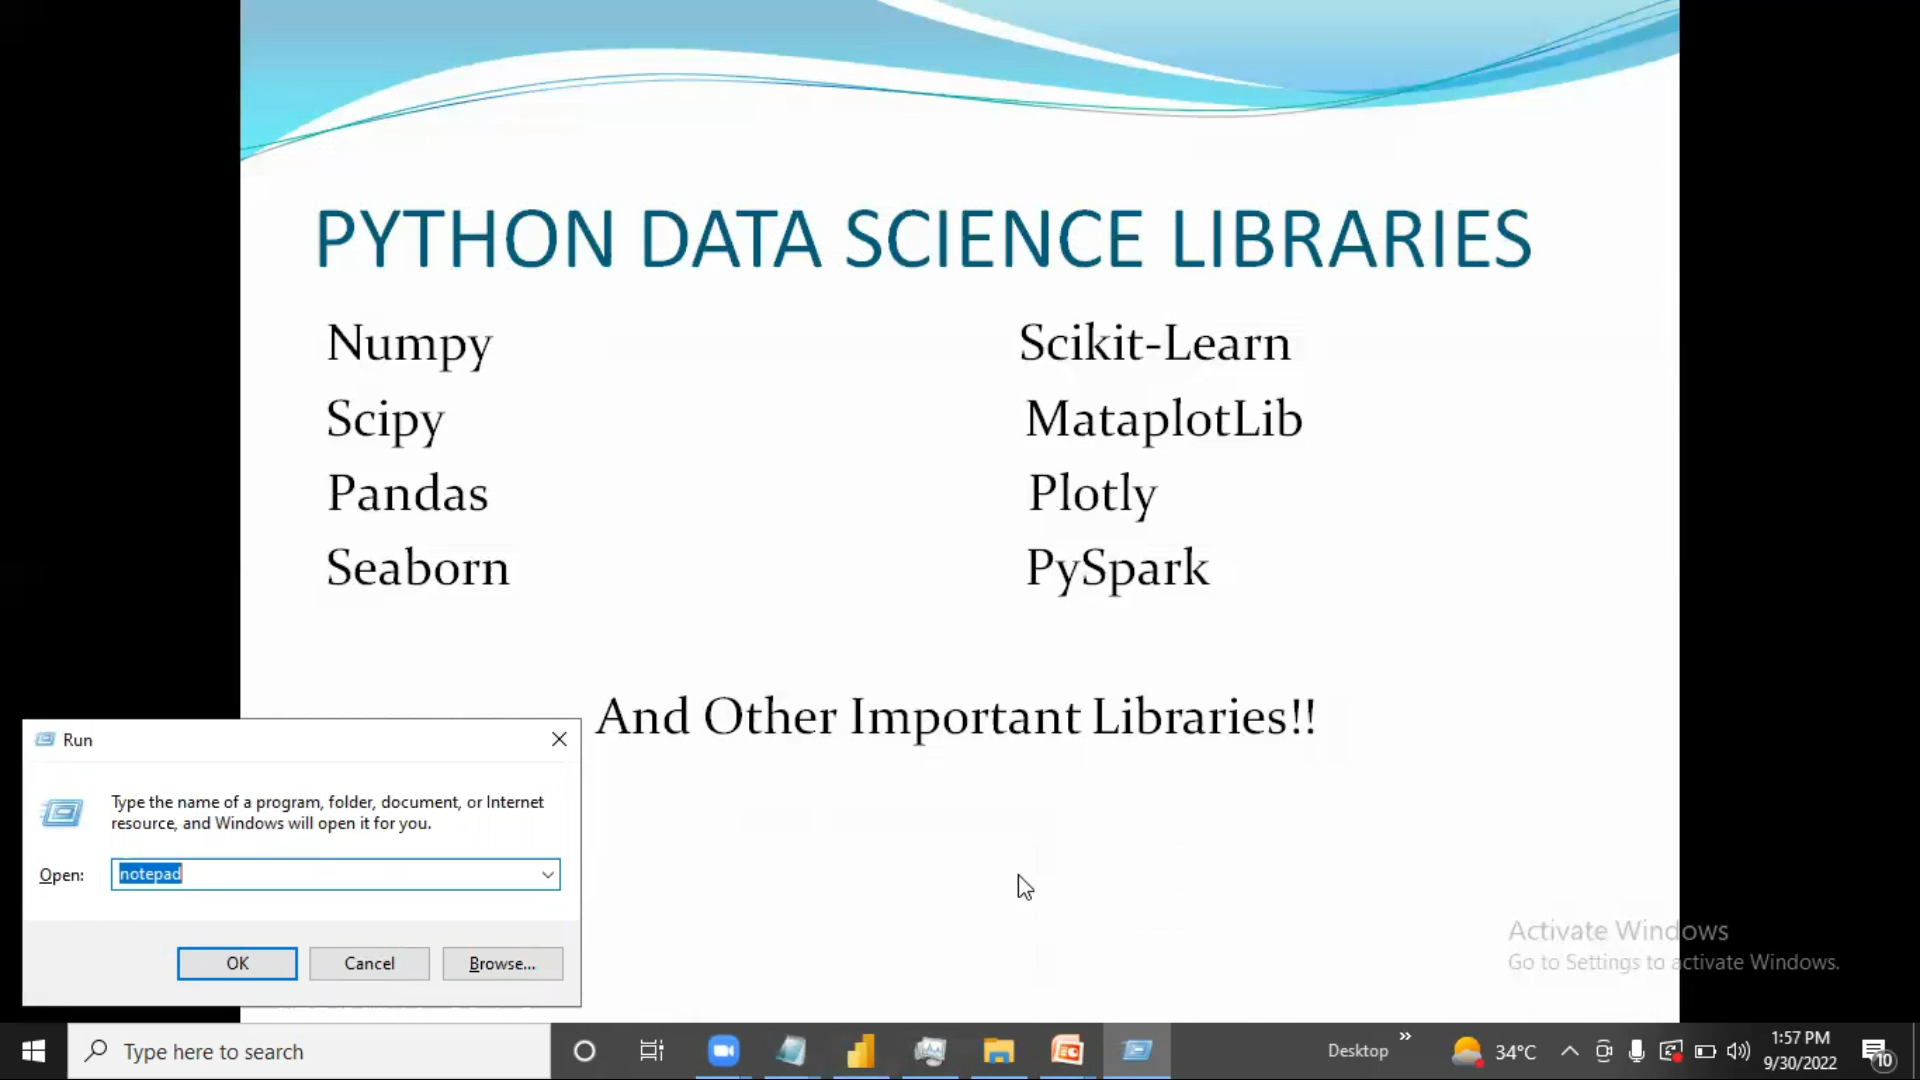 PYTHON DATA SCIENCE LIBRARIES
Numpy Scikit-Learn
Scipy MataplotLib
Pandas Plotly
Seaborn PySpark
And Other Important Libraries!!
Run
Type the name of a program, folder, document, or Internet
resource, and Windows will open it for you.
Open: notepad
OK Cancel Browse...
Activate Windows
Go to Settings to activate Windows.
Type here to search
Desktop
34°C
1:57 PM
9/30/2022
10